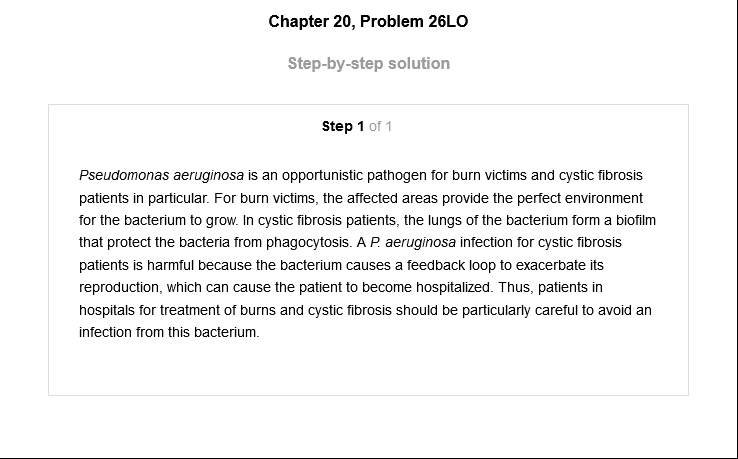 Chapter 20, Problem 26LO
Step-by-step solution
Step 1 of 1
Pseudomonas aeruginosa is an opportunistic pathogen for burn victims and cystic fibrosis
patients in particular. For burn victims, the affected areas provide the perfect environment
for the bacterium to grow. In cystic fibrosis patients, the lungs of the bacterium form a biofilm
that protect the bacteria from phagocytosis. A P. aeruginosa infection for cystic fibrosis
patients is harmful because the bacterium causes a feedback loop to exacerbate its
reproduction, which can cause the patient to become hospitalized. Thus, patients in
hospitals for treatment of burns and cystic fibrosis should be particularly careful to avoid an
infection from this bacterium.